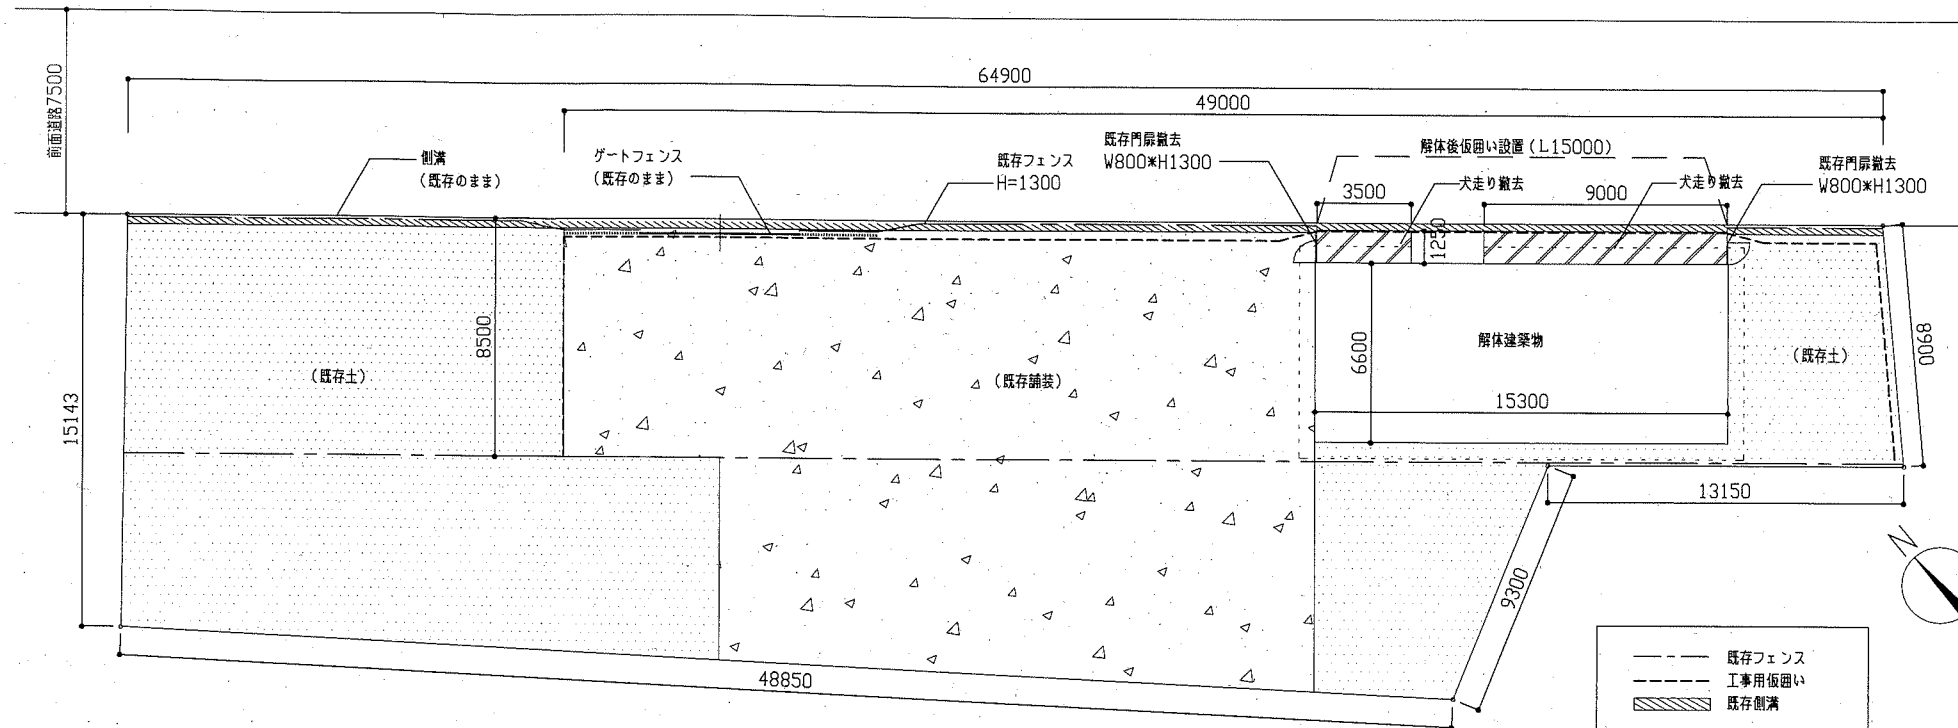 前面道路7500
64900
49000
側溝
(既存のまま)
ゲートフェンス
(既存のまま)
既存フェンス
H=1300
既存門扉撤去
W800*H1300
解体後仮囲い設置(L15000)
既存門扉撤去
W800*H1300
3500
犬走り撤去
9000
犬走り撤去
1250
8500
15143
(既存土)
(既存舗装)
6600
解体建築物
15300
(既存土)
8900
13150
9300
48850
N
既存フェンス
工事用仮囲い
既存側溝